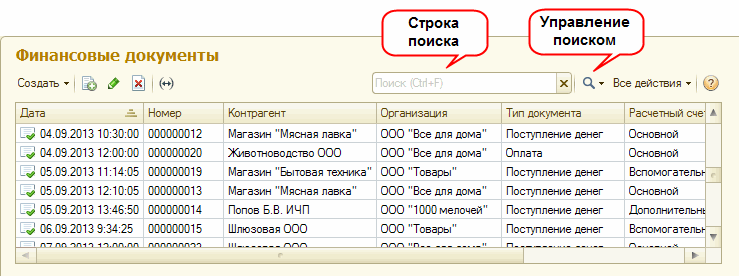 Строка поиска
Управление поиском
Финансовые документы
Создать Поиск (Ctrl+F) Все действия
Дата Номер Контрагент Организация Тип документа Расчетный счет
04.09.2013 10:30:00 000000012 Магазин "Мясная лавка" ООО "Все для дома" Поступление денег Основной
04.09.2013 12:00:00 000000020 Животноводство ООО ООО "Все для дома" Оплата Основной
05.09.2013 11:14:05 000000019 Магазин "Бытовая техника" ООО "Товары" Поступление денег Вспомогательн
05.09.2013 12:10:05 000000013 Магазин "Мясная лавка" ООО "Все для дома" Поступление денег Основной
05.09.2013 13:46:50 000000014 Попов Б.В. ИЧП ООО "1000 мелочей" Поступление денег Дополнительны
06.09.2013 9:34:25 000000015 Шлюзовая ООО ООО "Товары" Поступление денег Вспомогательн